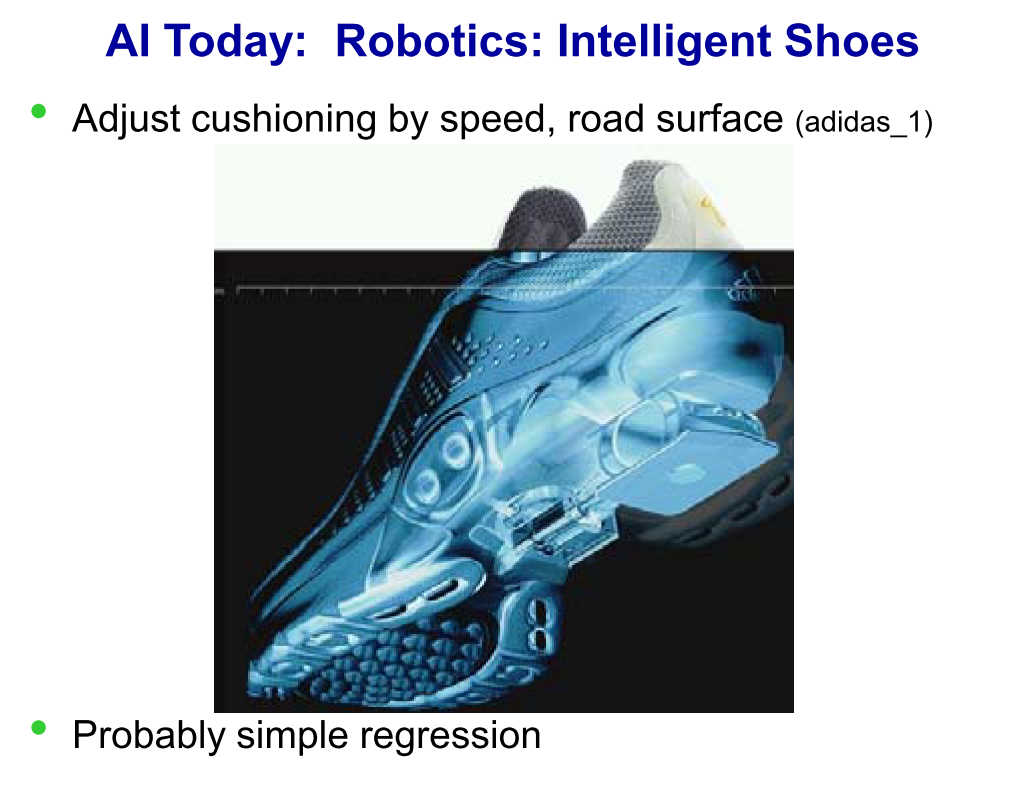 AI Today: Robotics: Intelligent Shoes
Adjust cushioning by speed, road surface (adidas_1)
Probably simple regression